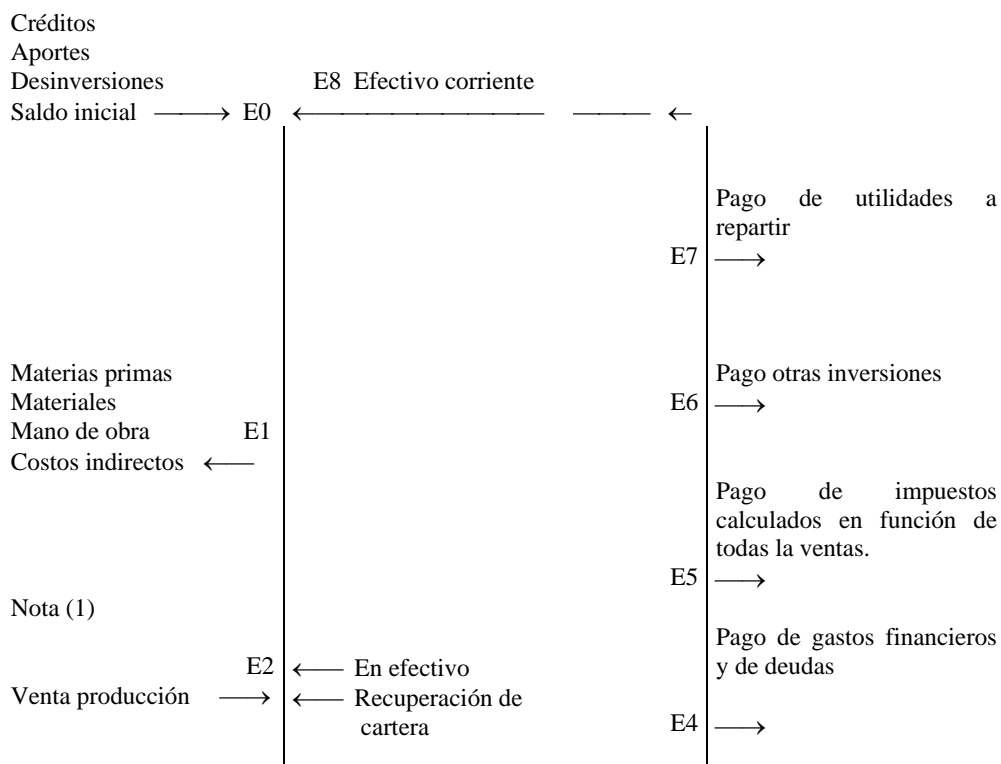 Créditos
Aportes
Desinversiones E8 Efectivo corriente
Saldo inicial ⟶ E0 ⟵ ←
Pago de utilidades a
repartir
E7 ⟶
Materias primas Pago otras inversiones
Materiales E6 ⟶
Mano de obra E1
Costos indirectos ⟵
Pago de impuestos
calculados en función de
todas la ventas.
E5 ⟶
Nota (1)
Pago de gastos financieros
E2 ⟵ En efectivo y de deudas
Venta producción ⟶ ⟵ Recuperación de
cartera
E4 ⟶